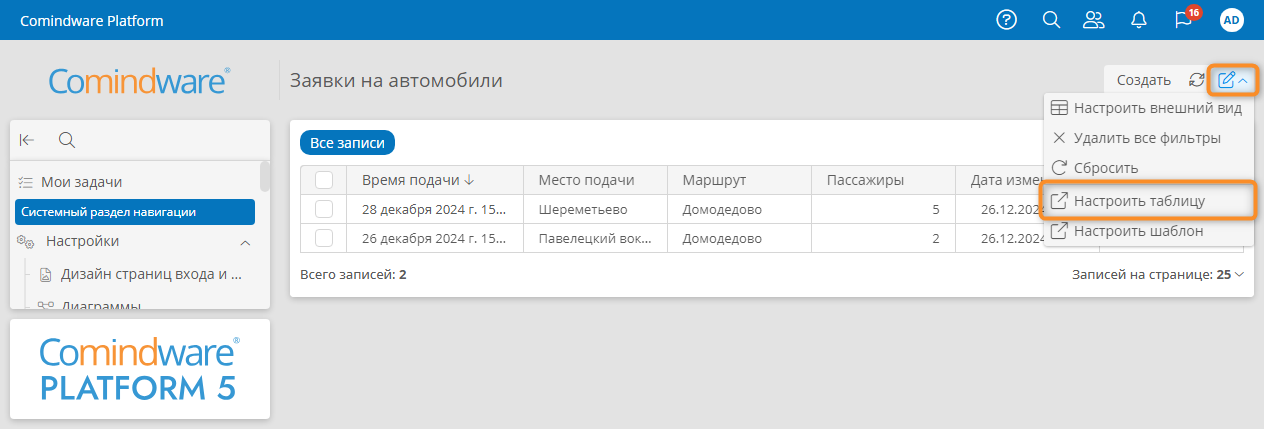 Comindware Platform
16
AD
Comindware®
Заявки на автомобили
Создать
Настроить внешний вид
Удалить все фильтры
Сбросить
Настроить таблицу
Настроить шаблон
Мои задачи
Системный раздел навигации
Настройки
Дизайн страниц входа и ...
Диаграммы
Comindware®
PLATFORM 5
Все записи
Время подачи Место подачи Маршрут Пассажиры Дата измен
28 декабря 2024 г. 15... Шереметьево Домодедово 5 26.12.2024
26 декабря 2024 г. 15... Павелецкий вок... Домодедово 2 26.12.2024
Всего записей: 2
Записей на странице: 25